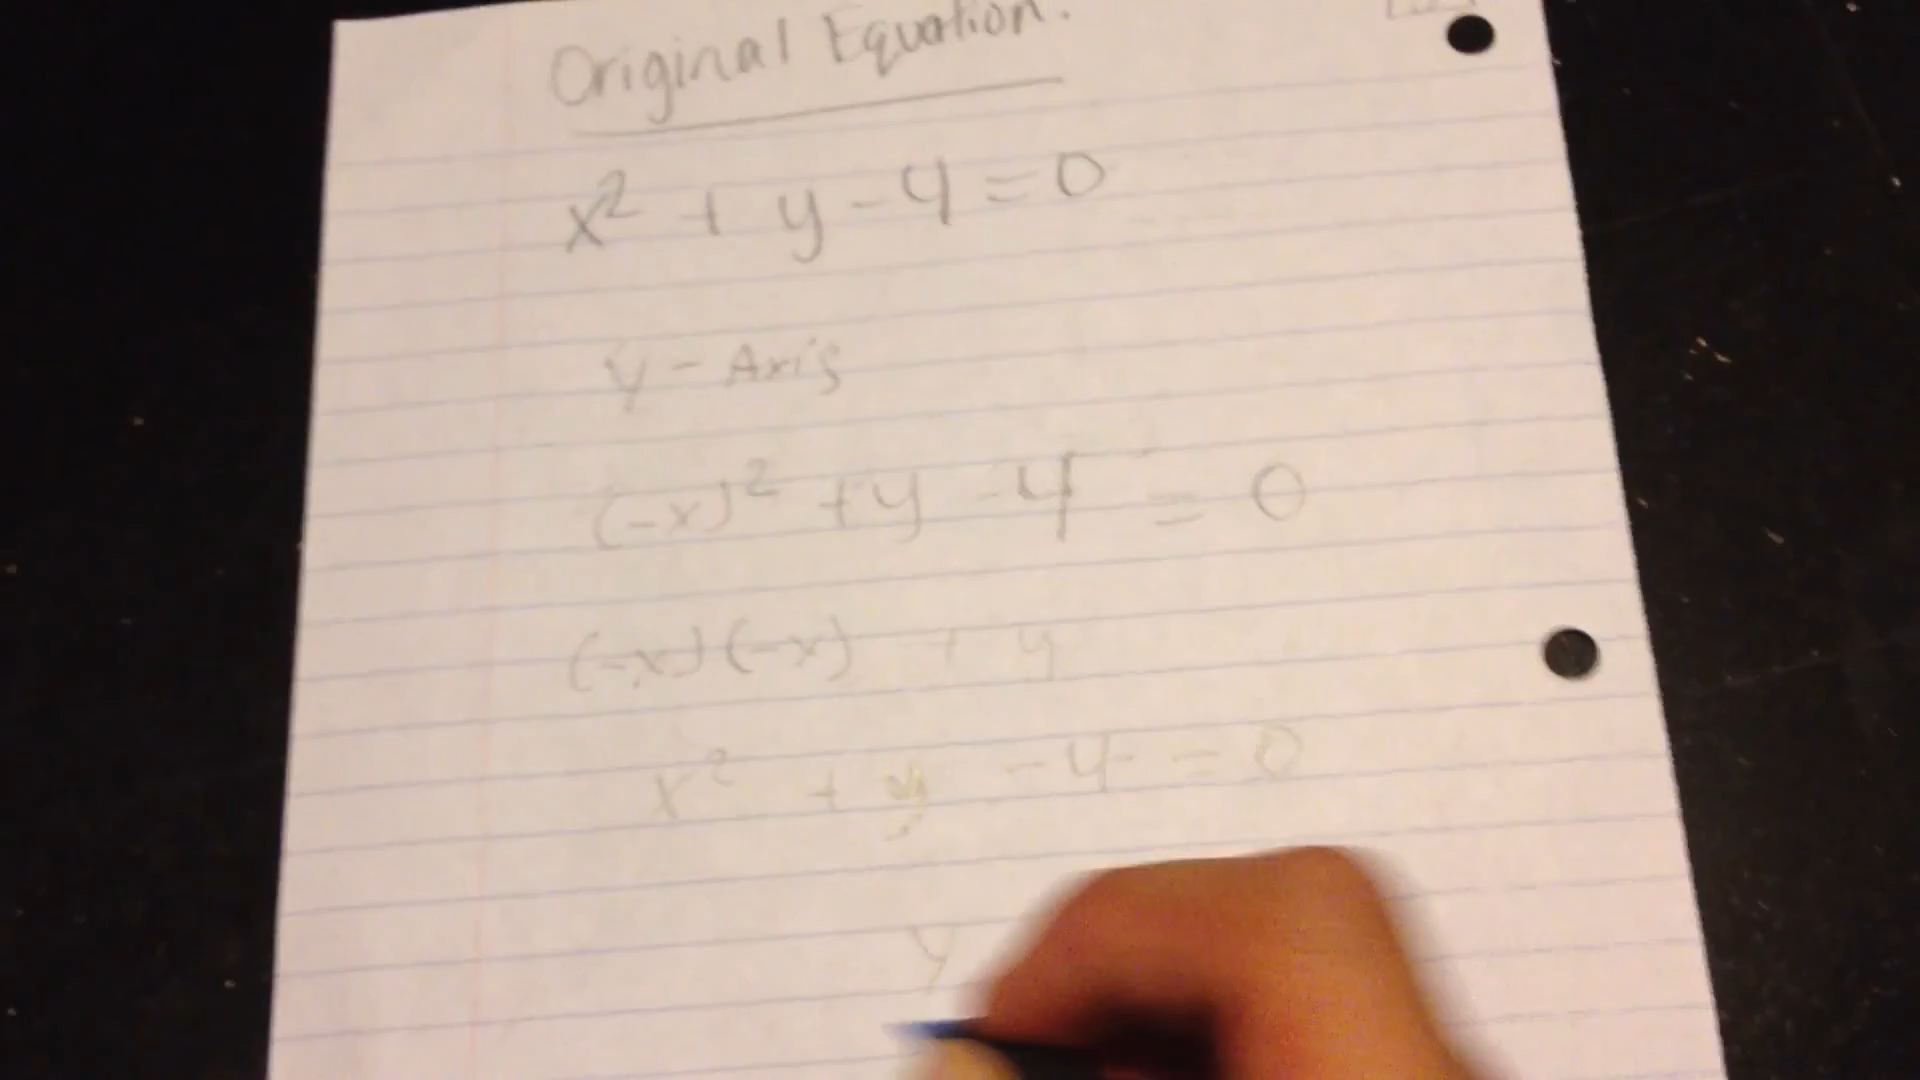 Original Equation.
x² + y - 4 = 0
y - Axis
(-x)² + y - 4 = 0
(-x)(-x) + y
x² + y - 4 = 0
y